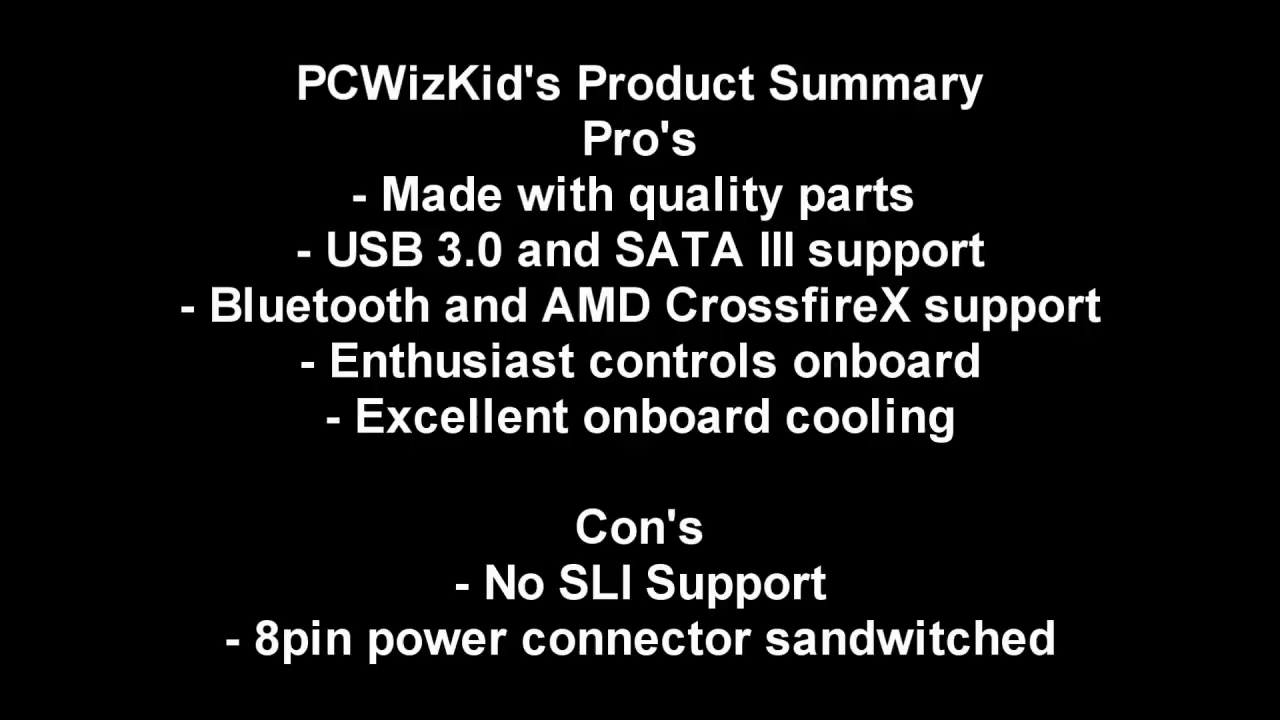 PCWizKid's Product Summary
Pro's
- Made with quality parts
- USB 3.0 and SATA III support
- Bluetooth and AMD CrossfireX support
- Enthusiast controls onboard
- Excellent onboard cooling
Con's
- No SLI Support
- 8pin power connector sandwitched